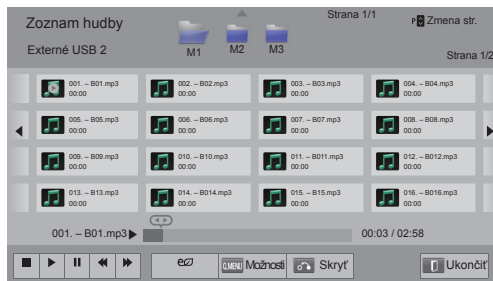 Zoznam hudby
Strana 1/1
P Zmena str.
Externé USB 2
M1
M2
M3
Strana 1/2
001. – B01.mp3
00:00
002. – B02.mp3
00:00
003. – B03.mp3
00:00
004. – B04.mp3
00:00
005. – B05.mp3
00:00
006. – B06.mp3
00:00
007. – B07.mp3
00:00
008. – B08.mp3
00:00
009. – B09.mp3
00:00
010. – B10.mp3
00:00
011. – B011.mp3
00:00
012. – B012.mp3
00:00
013. – B13.mp3
00:00
014. – B014.mp3
00:00
015. – B15.mp3
00:00
016. – B016.mp3
00:00
001. – B01.mp3
00:03 / 02:58
Q.MENU Možnosti
Skryť
Ukončiť